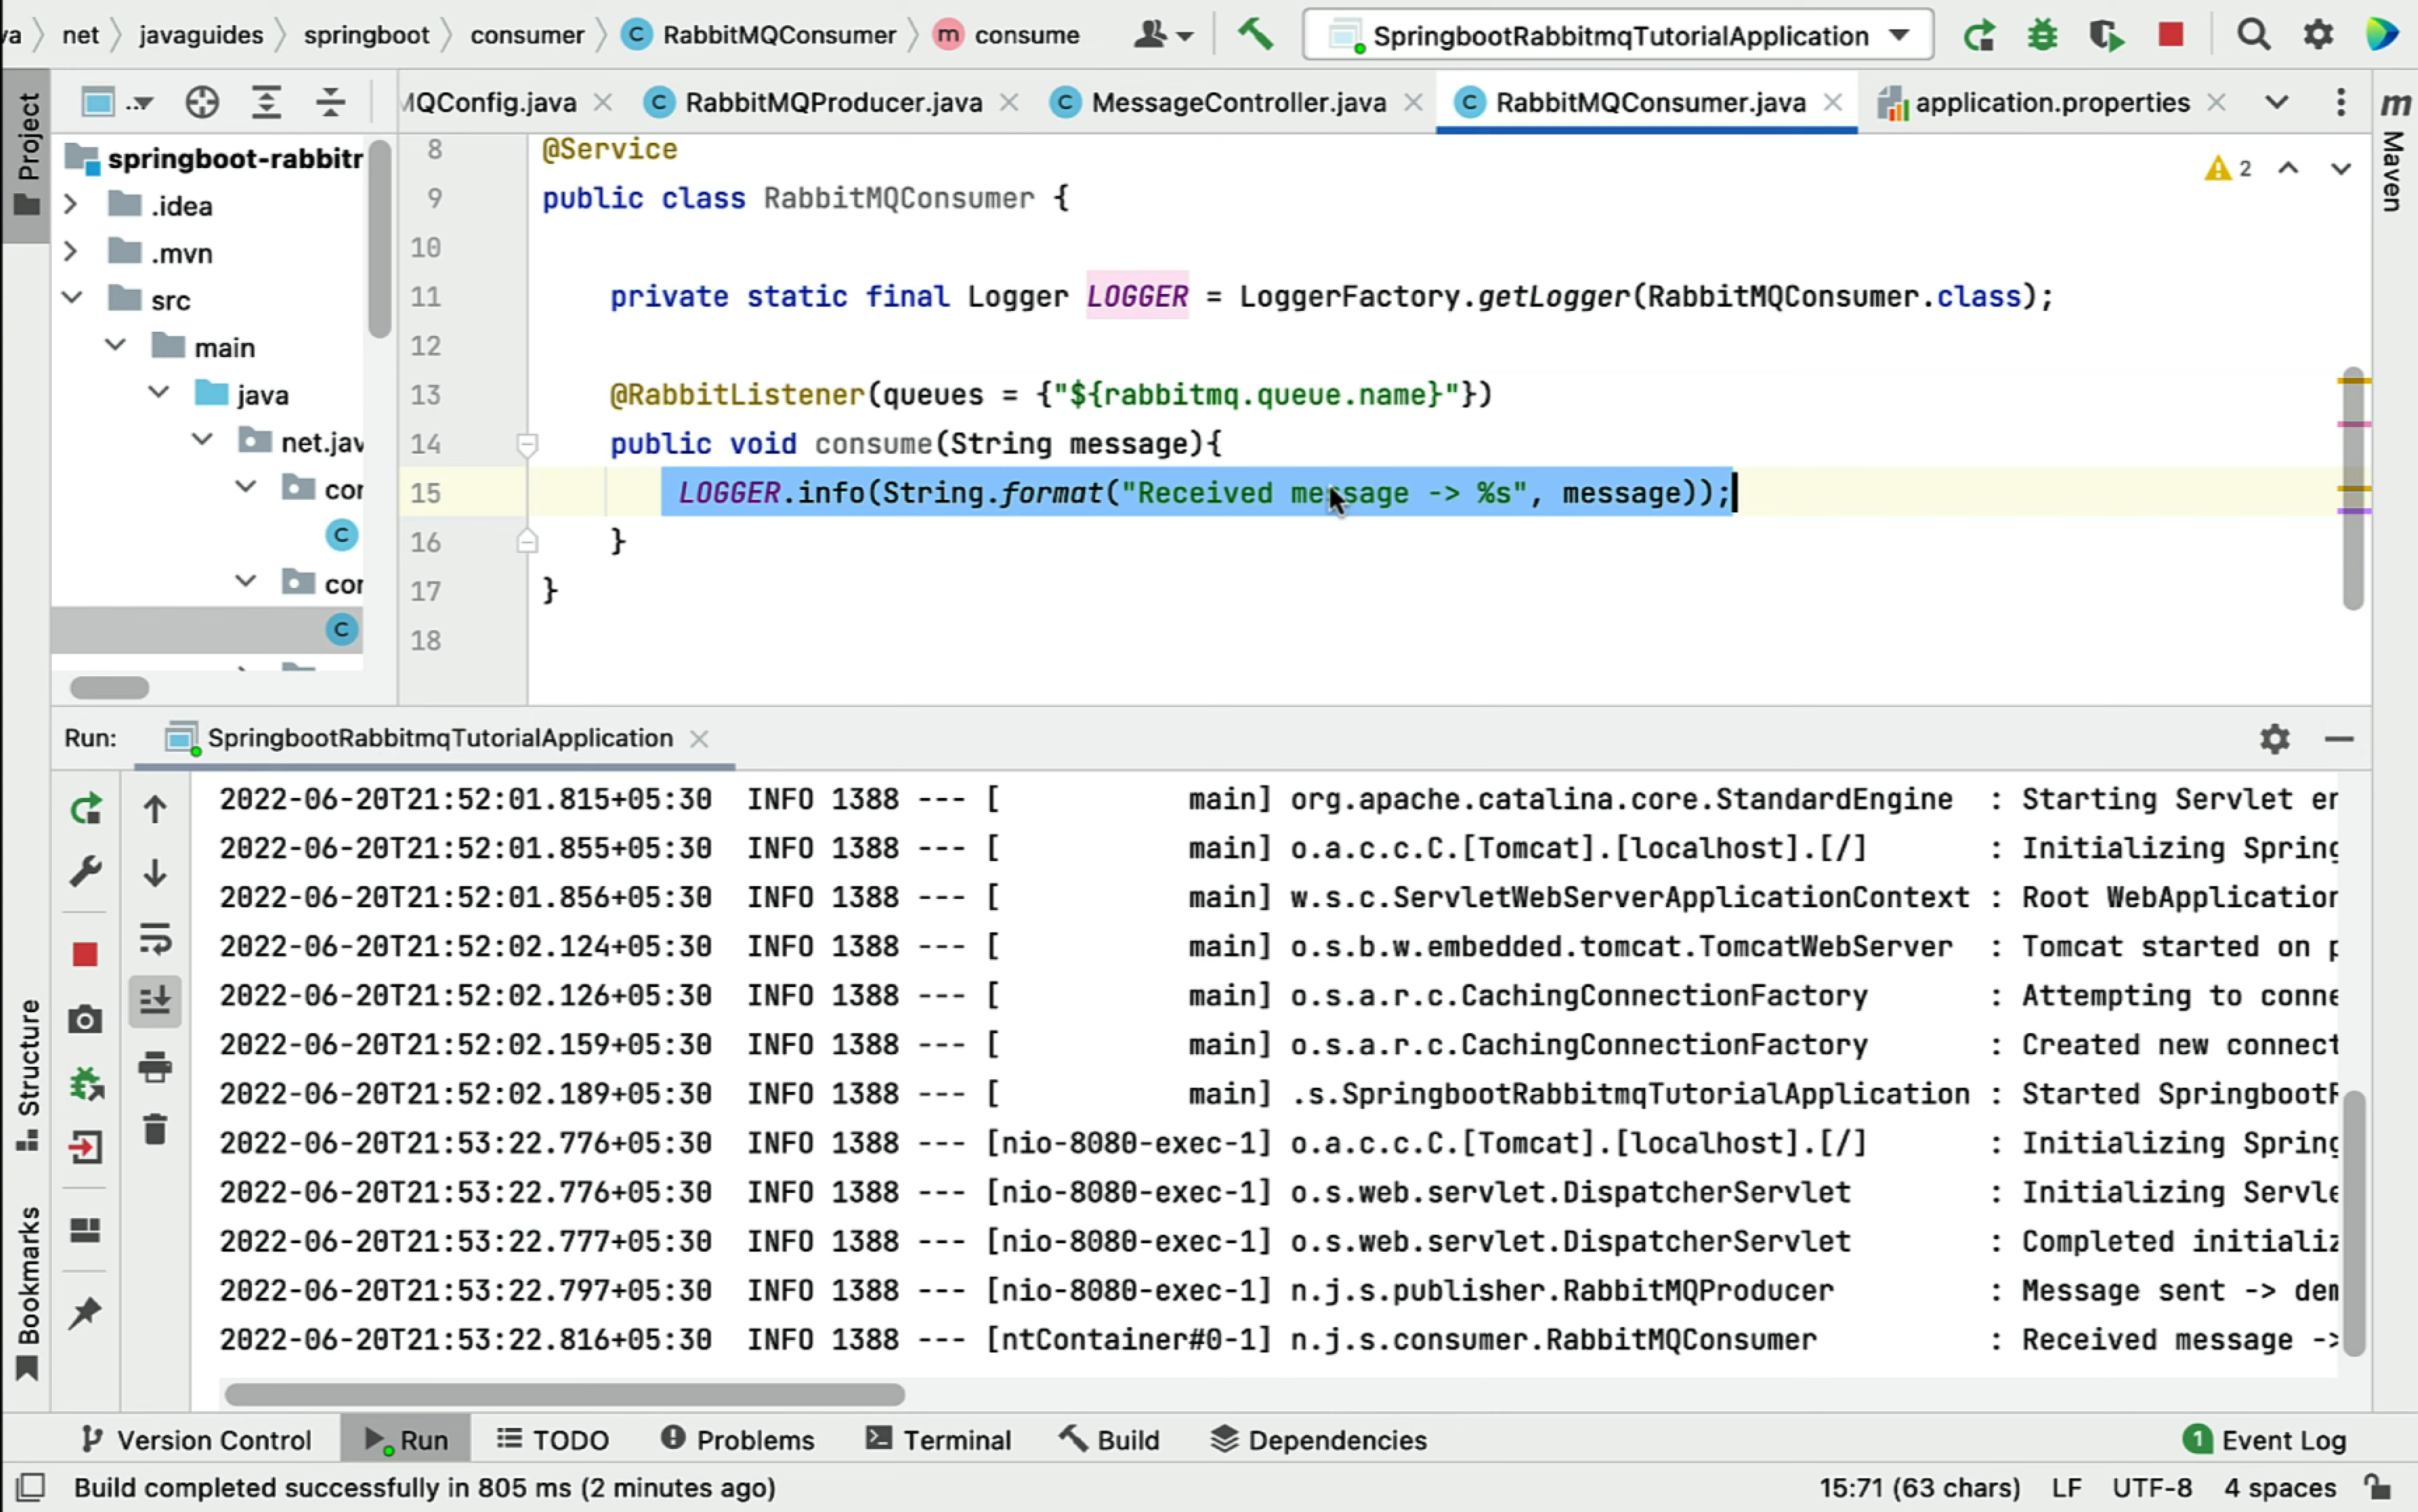 va net javaguides springboot consumer C RabbitMQConsumer m consume SpringbootRabbitmqTutorialApplication
MQConfig.java C RabbitMQProducer.java C MessageController.java C RabbitMQConsumer.java application.properties m
Project
Maven
springboot-rabbitr
.idea
.mvn
src
main
java
net.jav
cor
C
cor
C
8 @Service
9 public class RabbitMQConsumer {
10
11 private static final Logger LOGGER = LoggerFactory.getLogger(RabbitMQConsumer.class);
12
13 @RabbitListener(queues = {"${rabbitmq.queue.name}"})
14 public void consume(String message){
15 LOGGER.info(String.format("Received message -> %s", message));
16 }
17 }
18
2
Run: SpringbootRabbitmqTutorialApplication
2022-06-20T21:52:01.815+05:30 INFO 1388 --- [ main] org.apache.catalina.core.StandardEngine : Starting Servlet en
2022-06-20T21:52:01.855+05:30 INFO 1388 --- [ main] o.a.c.c.C.[Tomcat].[localhost].[/] : Initializing Spring
2022-06-20T21:52:01.856+05:30 INFO 1388 --- [ main] w.s.c.ServletWebServerApplicationContext : Root WebApplication
2022-06-20T21:52:02.124+05:30 INFO 1388 --- [ main] o.s.b.w.embedded.tomcat.TomcatWebServer : Tomcat started on p
2022-06-20T21:52:02.126+05:30 INFO 1388 --- [ main] o.s.a.r.c.CachingConnectionFactory : Attempting to conne
2022-06-20T21:52:02.159+05:30 INFO 1388 --- [ main] o.s.a.r.c.CachingConnectionFactory : Created new connect
2022-06-20T21:52:02.189+05:30 INFO 1388 --- [ main] .s.SpringbootRabbitmqTutorialApplication : Started SpringbootR
2022-06-20T21:53:22.776+05:30 INFO 1388 --- [nio-8080-exec-1] o.a.c.c.C.[Tomcat].[localhost].[/] : Initializing Spring
2022-06-20T21:53:22.776+05:30 INFO 1388 --- [nio-8080-exec-1] o.s.web.servlet.DispatcherServlet : Initializing Servle
2022-06-20T21:53:22.777+05:30 INFO 1388 --- [nio-8080-exec-1] o.s.web.servlet.DispatcherServlet : Completed initializ
2022-06-20T21:53:22.797+05:30 INFO 1388 --- [nio-8080-exec-1] n.j.s.publisher.RabbitMQProducer : Message sent -> dem
2022-06-20T21:53:22.816+05:30 INFO 1388 --- [ntContainer#0-1] n.j.s.consumer.RabbitMQConsumer : Received message ->
Structure
Bookmarks
Version Control Run TODO Problems Terminal Build Dependencies 1 Event Log
Build completed successfully in 805 ms (2 minutes ago) 15:71 (63 chars) LF UTF-8 4 spaces